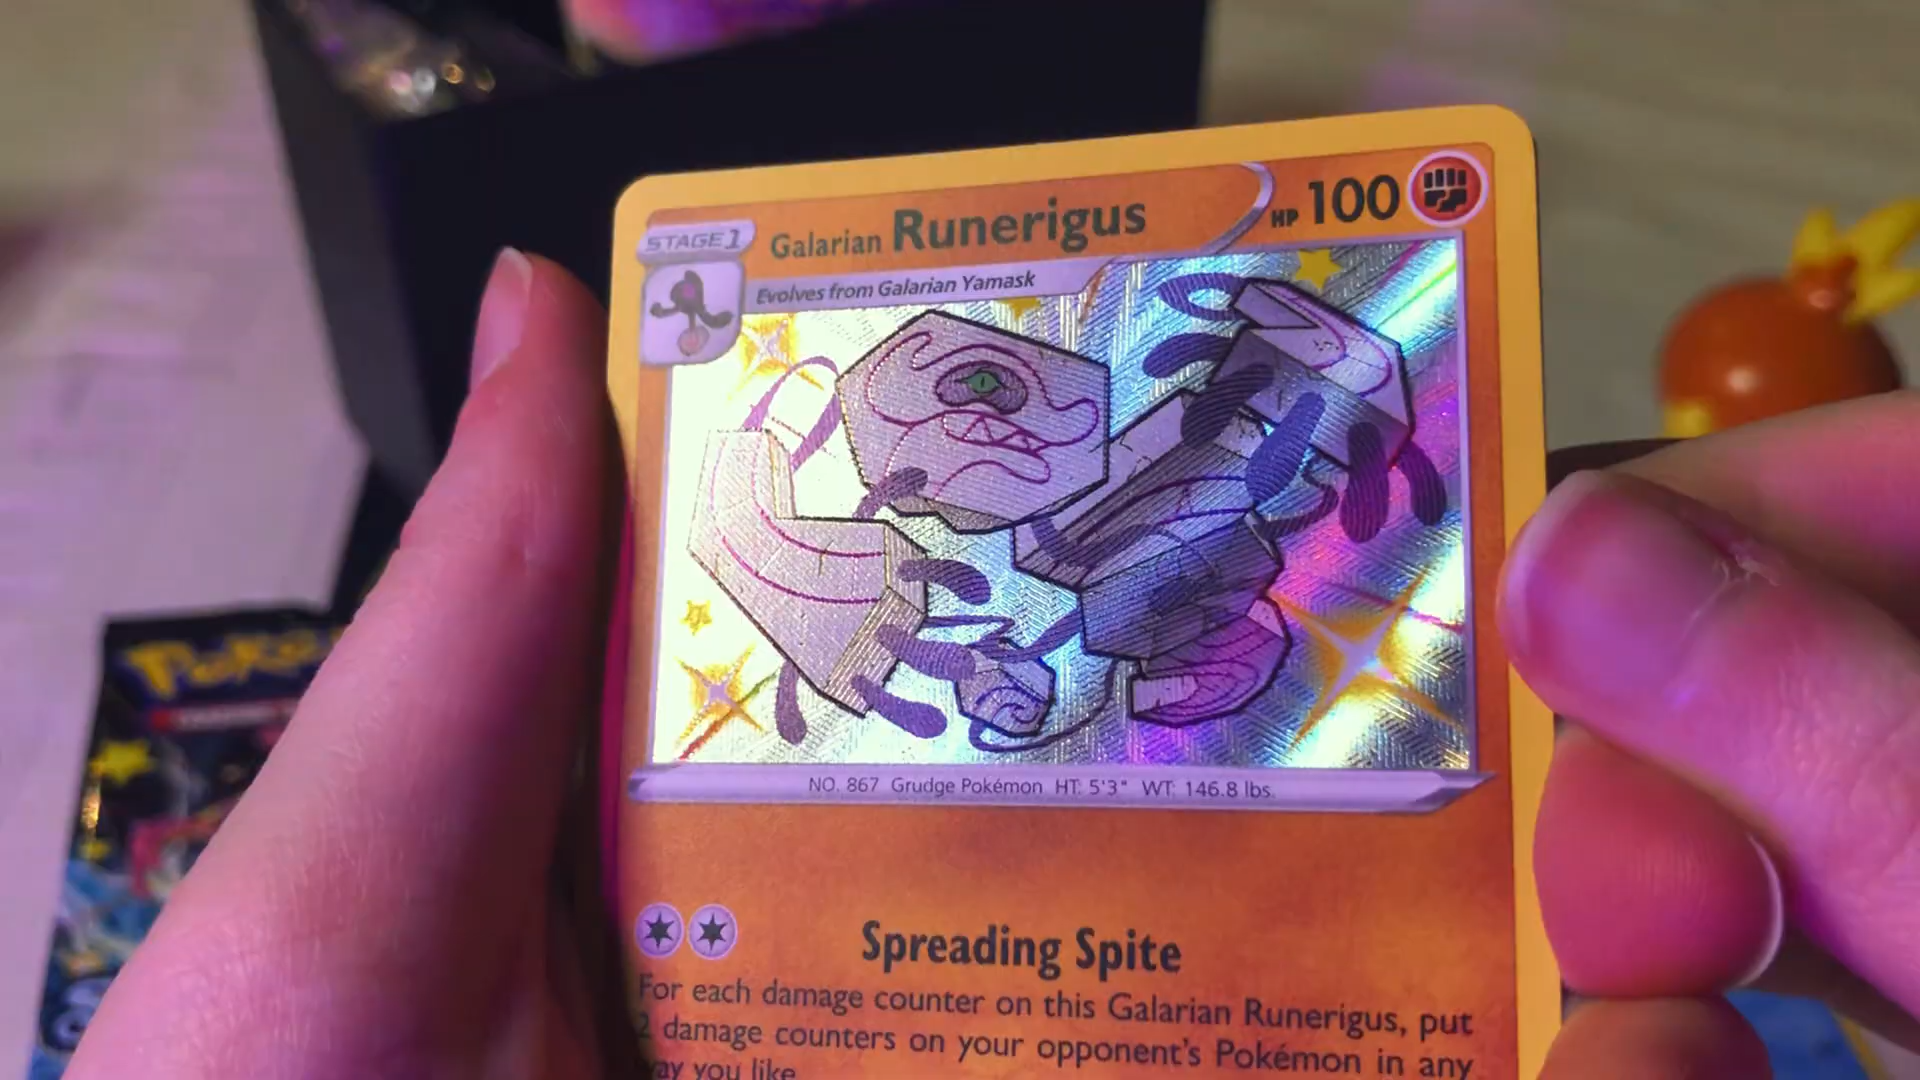 STAGE 1
Galarian Runerigus
HP 100
Evolves from Galarian Yamask
NO. 867 Grudge Pokémon HT: 5'3" WT: 146.8 lbs.
Spreading Spite
For each damage counter on this Galarian Runerigus, put
2 damage counters on your opponent's Pokémon in any
way you like.